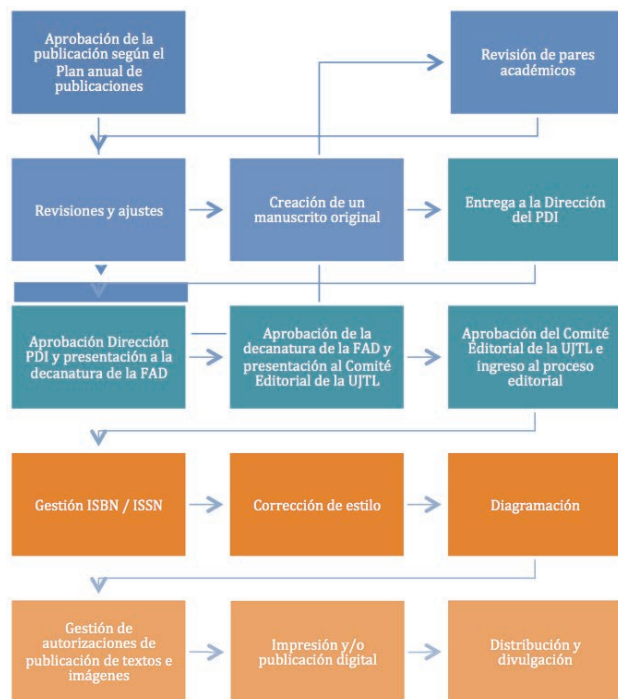 Aprobación de la
publicación según el
Plan anual de
publicaciones
Revisión de pares
académicos
Revisiones y ajustes
Creación de un
manuscrito original
Entrega a la Dirección
del PDI
Aprobación Dirección
PDI y presentación a la
decanatura de la FAD
Aprobación de la
decanatura de la FAD y
presentación al Comité
Editorial de la UJTL
Aprobación del Comité
Editorial de la UJTL e
ingreso al proceso
editorial
Gestión ISBN / ISSN
Corrección de estilo
Diagramación
Gestión de
autorizaciones de
publicación de textos e
imágenes
Impresión y/o
publicación digital
Distribución y
divulgación